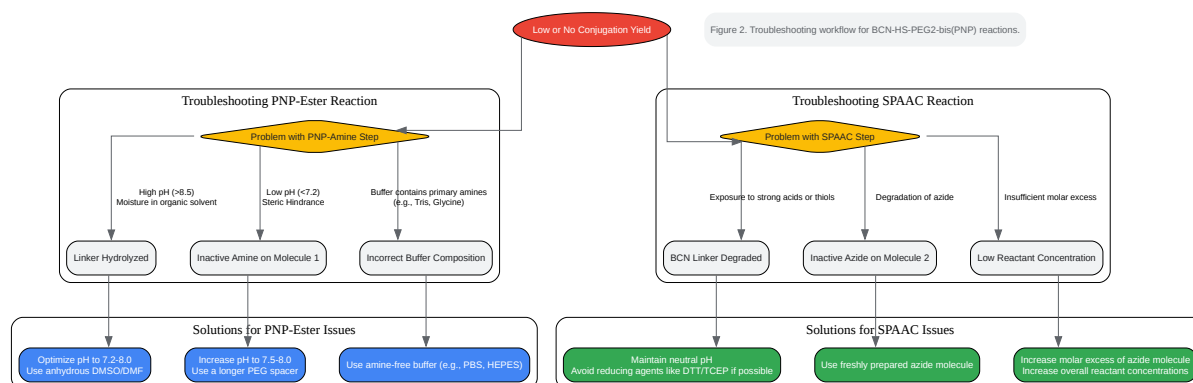 Low or No Conjugation Yield
Figure 2. Troubleshooting workflow for BCN-HS-PEG2-bis(PNP) reactions.
Troubleshooting PNP-Ester Reaction
Problem with PNP-Amine Step
High pH (>8.5)
Moisture in organic solvent
Low pH (<7.2)
Steric Hindrance
Buffer contains primary amines
(e.g., Tris, Glycine)
Linker Hydrolyzed
Inactive Amine on Molecule 1
Incorrect Buffer Composition
Troubleshooting SPAAC Reaction
Problem with SPAAC Step
Exposure to strong acids or thiols
Degradation of azide
Insufficient molar excess
BCN Linker Degraded
Inactive Azide on Molecule 2
Low Reactant Concentration
Solutions for PNP-Ester Issues
Optimize pH to 7.2-8.0
Use anhydrous DMSO/DMF
Increase pH to 7.5-8.0
Use a longer PEG spacer
Use amine-free buffer (e.g., PBS, HEPES)
Solutions for SPAAC Issues
Maintain neutral pH
Avoid reducing agents like DTT/TCEP if possible
Use freshly prepared azide molecule
Increase molar excess of azide molecule
Increase overall reactant concentrations